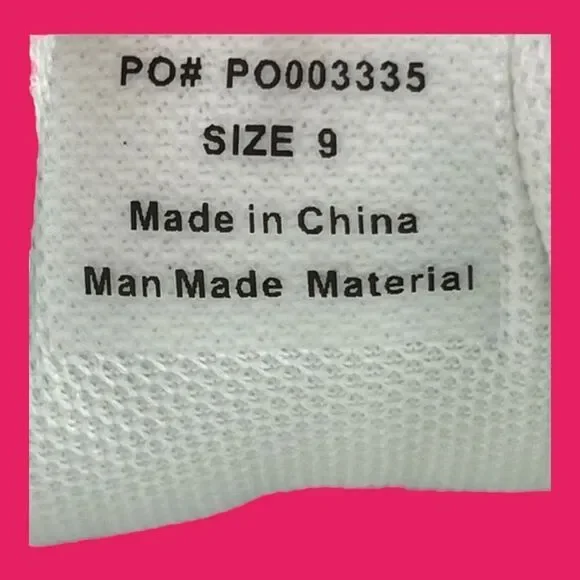 PO# PO003335
SIZE 9
Made in China
Man Made Material